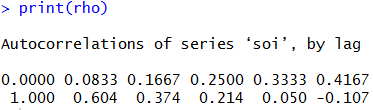 > print(rho)
Autocorrelations of series ‘soi’, by lag
0.0000 0.0833 0.1667 0.2500 0.3333 0.4167
1.000 0.604 0.374 0.214 0.050 -0.107